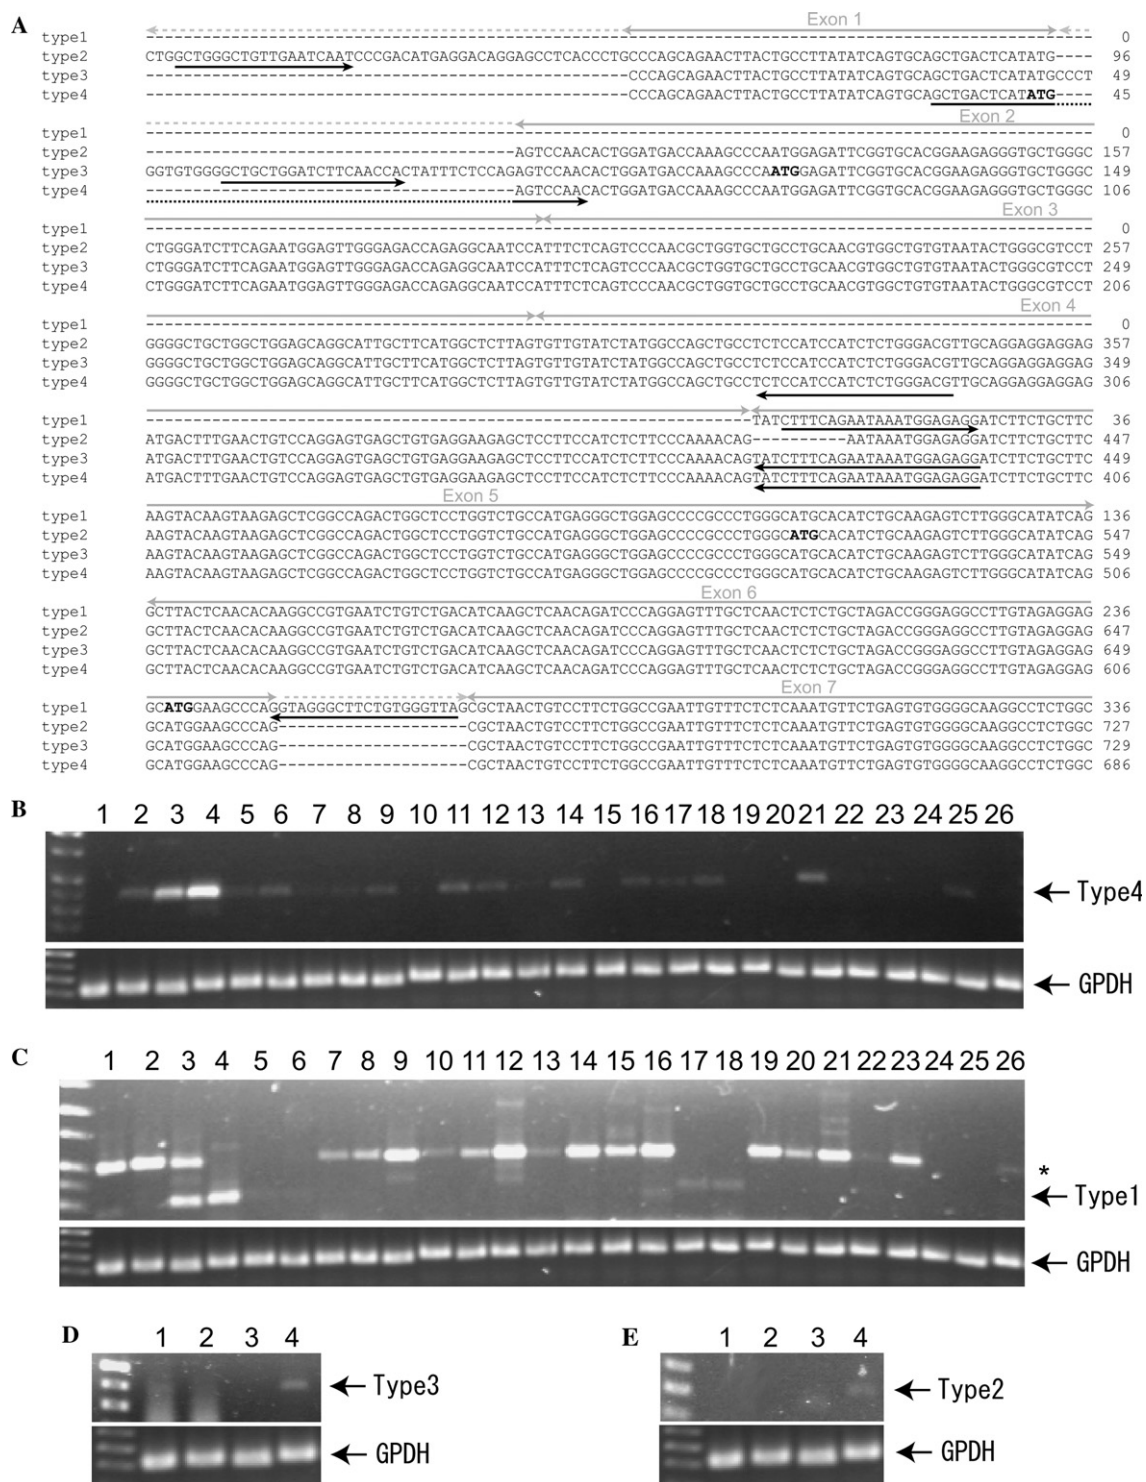 A
Exon 1
type1 ---------------------------------------------------------------------------------------------------- 0
type2 CTGGCTGGGCTGTTGAATCAATCCCGACATGAGGACAGGAGCCTCACCCTGCCCAGCAGAACTTACTGCCTTATATCAGTGCAGCTGACTCATATG---- 96
type3 ---------------------------------------------------CCCAGCAGAACTTACTGCCTTATATCAGTGCAGCTGACTCATATGCCCT 49
type4 ---------------------------------------------------CCCAGCAGAACTTACTGCCTTATATCAGTGCAGCTGACTCATATG---- 45
Exon 2
type1 ---------------------------------------------------------------------------------------------------- 0
type2 ---------------------------------------AGTCCAACACTGGATGACCAAAGCCCAATGGAGATTCGGTGCACGGAAGAGGGTGCTGGGC 157
type3 GGTGTGGGGCTGCTGGATCTTCAACCACTATTTCTCCAGAGTCCAACACTGGATGACCAAAGCCCAATGGAGATTCGGTGCACGGAAGAGGGTGCTGGGC 149
type4 ---------------------------------------AGTCCAACACTGGATGACCAAAGCCCAATGGAGATTCGGTGCACGGAAGAGGGTGCTGGGC 106
Exon 3
type1 ---------------------------------------------------------------------------------------------------- 0
type2 CTGGGATCTTCAGAATGGAGTTGGGAGACCAGAGGCAATCCATTTCTCAGTCCCAACGCTGGTGCTGCCTGCAACGTGGCTGTGTAATACTGGGCGTCCT 257
type3 CTGGGATCTTCAGAATGGAGTTGGGAGACCAGAGGCAATCCATTTCTCAGTCCCAACGCTGGTGCTGCCTGCAACGTGGCTGTGTAATACTGGGCGTCCT 249
type4 CTGGGATCTTCAGAATGGAGTTGGGAGACCAGAGGCAATCCATTTCTCAGTCCCAACGCTGGTGCTGCCTGCAACGTGGCTGTGTAATACTGGGCGTCCT 206
Exon 4
type1 ---------------------------------------------------------------------------------------------------- 0
type2 GGGGCTGCTGGCTGGAGCAGGCATTGCTTCATGGCTCTTAGTGTTGTATCTATGGCCAGCTGCCTCTCCATCCATCTCTGGGACGTTGCAGGAGGAGGAG 357
type3 GGGGCTGCTGGCTGGAGCAGGCATTGCTTCATGGCTCTTAGTGTTGTATCTATGGCCAGCTGCCTCTCCATCCATCTCTGGGACGTTGCAGGAGGAGGAG 349
type4 GGGGCTGCTGGCTGGAGCAGGCATTGCTTCATGGCTCTTAGTGTTGTATCTATGGCCAGCTGCCTCTCCATCCATCTCTGGGACGTTGCAGGAGGAGGAG 306
type1 ----------------------------------------------------------------TATCTTTCAGAATAAATGGAGAGGATCTTCTGCTTC 36
type2 ATGACTTTGAACTGTCCAGGAGTGAGCTGTGAGGAAGAGCTCCTTCCATCTCTTCCCAAAACAG----------AATAAATGGAGAGGATCTTCTGCTTC 447
type3 ATGACTTTGAACTGTCCAGGAGTGAGCTGTGAGGAAGAGCTCCTTCCATCTCTTCCCAAAACAGTATCTTTCAGAATAAATGGAGAGGATCTTCTGCTTC 449
type4 ATGACTTTGAACTGTCCAGGAGTGAGCTGTGAGGAAGAGCTCCTTCCATCTCTTCCCAAAACAGTATCTTTCAGAATAAATGGAGAGGATCTTCTGCTTC 406
Exon 5
type1 AAGTACAAGTAAGAGCTCGGCCAGACTGGCTCCTGGTCTGCCATGAGGGCTGGAGCCCCGCCCTGGGCATGCACATCTGCAAGAGTCTTGGGCATATCAG 136
type2 AAGTACAAGTAAGAGCTCGGCCAGACTGGCTCCTGGTCTGCCATGAGGGCTGGAGCCCCGCCCTGGGCATGCACATCTGCAAGAGTCTTGGGCATATCAG 547
type3 AAGTACAAGTAAGAGCTCGGCCAGACTGGCTCCTGGTCTGCCATGAGGGCTGGAGCCCCGCCCTGGGCATGCACATCTGCAAGAGTCTTGGGCATATCAG 549
type4 AAGTACAAGTAAGAGCTCGGCCAGACTGGCTCCTGGTCTGCCATGAGGGCTGGAGCCCCGCCCTGGGCATGCACATCTGCAAGAGTCTTGGGCATATCAG 506
Exon 6
type1 GCTTACTCAACACAAGGCCGTGAATCTGTCTGACATCAAGCTCAACAGATCCCAGGAGTTTGCTCAACTCTCTGCTAGACCGGGAGGCCTTGTAGAGGAG 236
type2 GCTTACTCAACACAAGGCCGTGAATCTGTCTGACATCAAGCTCAACAGATCCCAGGAGTTTGCTCAACTCTCTGCTAGACCGGGAGGCCTTGTAGAGGAG 647
type3 GCTTACTCAACACAAGGCCGTGAATCTGTCTGACATCAAGCTCAACAGATCCCAGGAGTTTGCTCAACTCTCTGCTAGACCGGGAGGCCTTGTAGAGGAG 649
type4 GCTTACTCAACACAAGGCCGTGAATCTGTCTGACATCAAGCTCAACAGATCCCAGGAGTTTGCTCAACTCTCTGCTAGACCGGGAGGCCTTGTAGAGGAG 606
Exon 7
type1 GCATGGAAGCCCAGGTAGGGCTTCTGTGGGTTAGCGCTAACTGTCCTTCTGGCCGAATTGTTTCTCTCAAATGTTCTGAGTGTGGGGCAAGGCCTCTGGC 336
type2 GCATGGAAGCCCAG--------------------CGCTAACTGTCCTTCTGGCCGAATTGTTTCTCTCAAATGTTCTGAGTGTGGGGCAAGGCCTCTGGC 727
type3 GCATGGAAGCCCAG--------------------CGCTAACTGTCCTTCTGGCCGAATTGTTTCTCTCAAATGTTCTGAGTGTGGGGCAAGGCCTCTGGC 729
type4 GCATGGAAGCCCAG--------------------CGCTAACTGTCCTTCTGGCCGAATTGTTTCTCTCAAATGTTCTGAGTGTGGGGCAAGGCCTCTGGC 686
B
1 2 3 4 5 6 7 8 9 10 11 12 13 14 15 16 17 18 19 20 21 22 23 24 25 26
Type4
GPDH
C
1 2 3 4 5 6 7 8 9 10 11 12 13 14 15 16 17 18 19 20 21 22 23 24 25 26
*
Type1
GPDH
D
1 2 3 4
Type3
GPDH
E
1 2 3 4
Type2
GPDH